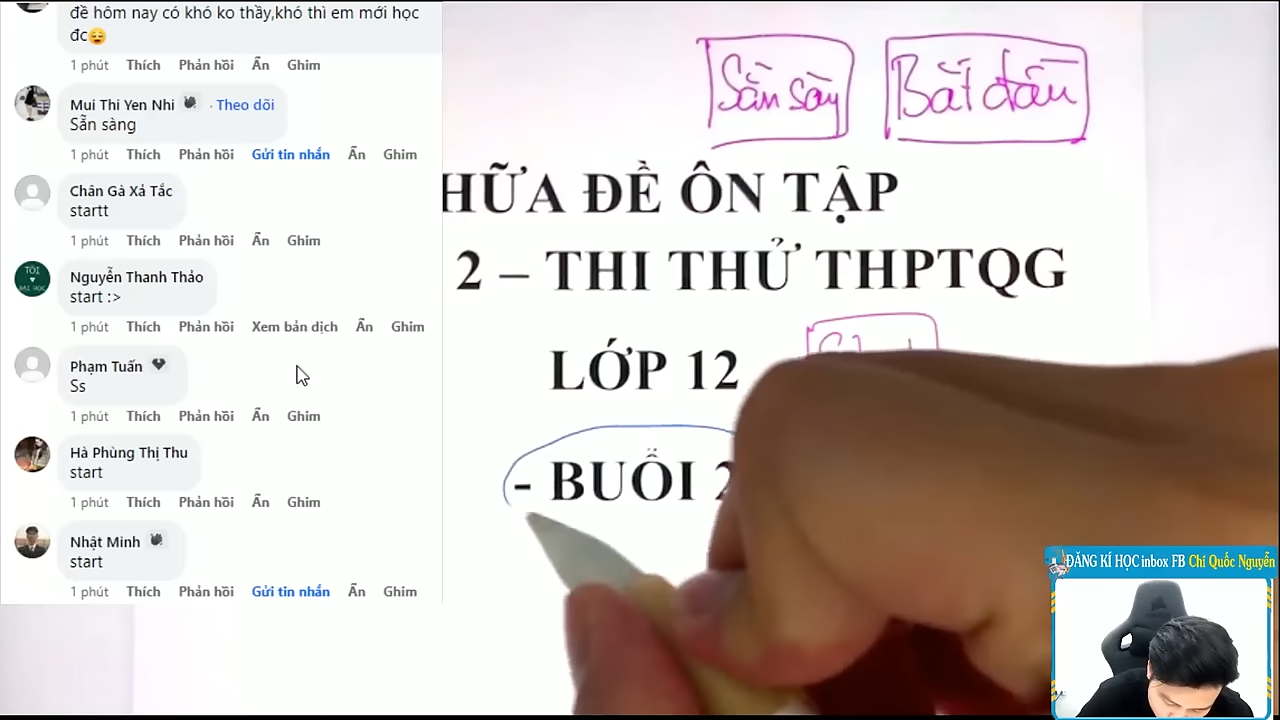 đề hôm nay có khó ko thầy,khó thì em mới học
đc😌
1 phút Thích Phản hồi Ẩn Ghim
Mui Thi Yen Nhi · Theo dõi
Sẵn sàng
1 phút Thích Phản hồi Gửi tin nhắn Ẩn Ghim
Chân Gà Xả Tắc
startt
1 phút Thích Phản hồi Ẩn Ghim
TÔI
♥
ĐẠI HỌC
Nguyễn Thanh Thảo
start :>
1 phút Thích Phản hồi Xem bản dịch Ẩn Ghim
Phạm Tuấn
Ss
1 phút Thích Phản hồi Ẩn Ghim
Hà Phùng Thị Thu
start
1 phút Thích Phản hồi Ẩn Ghim
Nhật Minh
start
1 phút Thích Phản hồi Gửi tin nhắn Ẩn Ghim
Sẵn sàng Bắt đầu
HỮA ĐỀ ÔN TẬP
2 – THI THỬ THPTQG
LỚP 12
- BUỔI 2
ĐĂNG KÍ HỌC inbox FB Chí Quốc Nguyễn